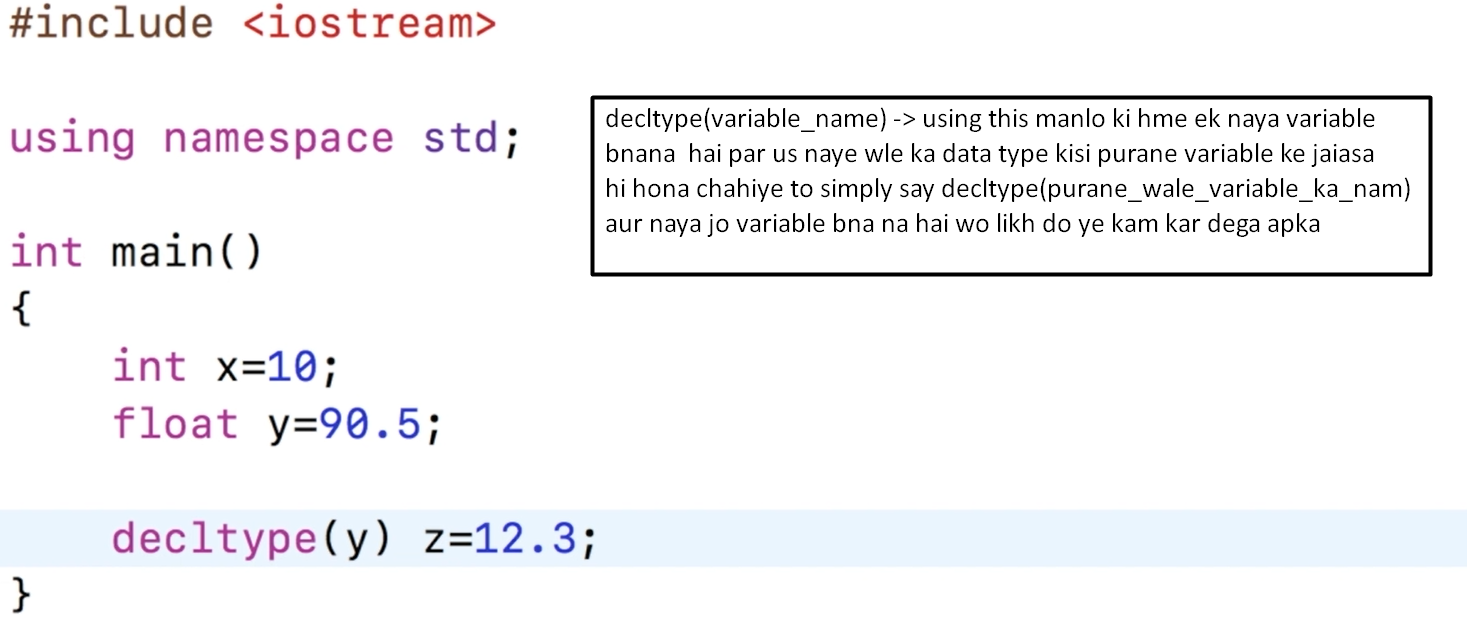 #include <iostream>
using namespace std;
decltype(variable_name) -> using this manlo ki hme ek naya variable
bnana hai par us naye wle ka data type kisi purane variable ke jaiasa
hi hona chahiye to simply say decltype(purane_wale_variable_ka_nam)
aur naya jo variable bna na hai wo likh do ye kam kar dega apka
int main()
{
int x=10;
float y=90.5;
decltype(y) z=12.3;
}